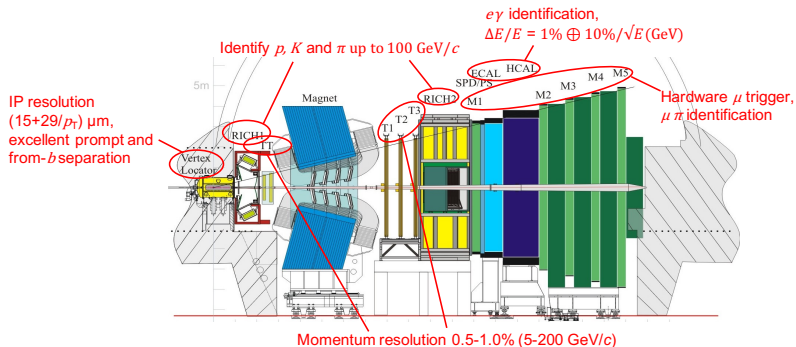 e γ identification,
ΔE/E = 1% ⊕ 10%/√E(GeV)
Identify p, K and π up to 100 GeV/c
ECAL HCAL
SPD/PS
M1 M2 M3 M4 M5
5m
Magnet
RICH2
T1 T2 T3
Hardware μ trigger,
μ π identification
IP resolution
(15+29/pT) μm,
excellent prompt and
from-b separation
RICH1
TT
Vertex
Locator
Momentum resolution 0.5-1.0% (5-200 GeV/c)